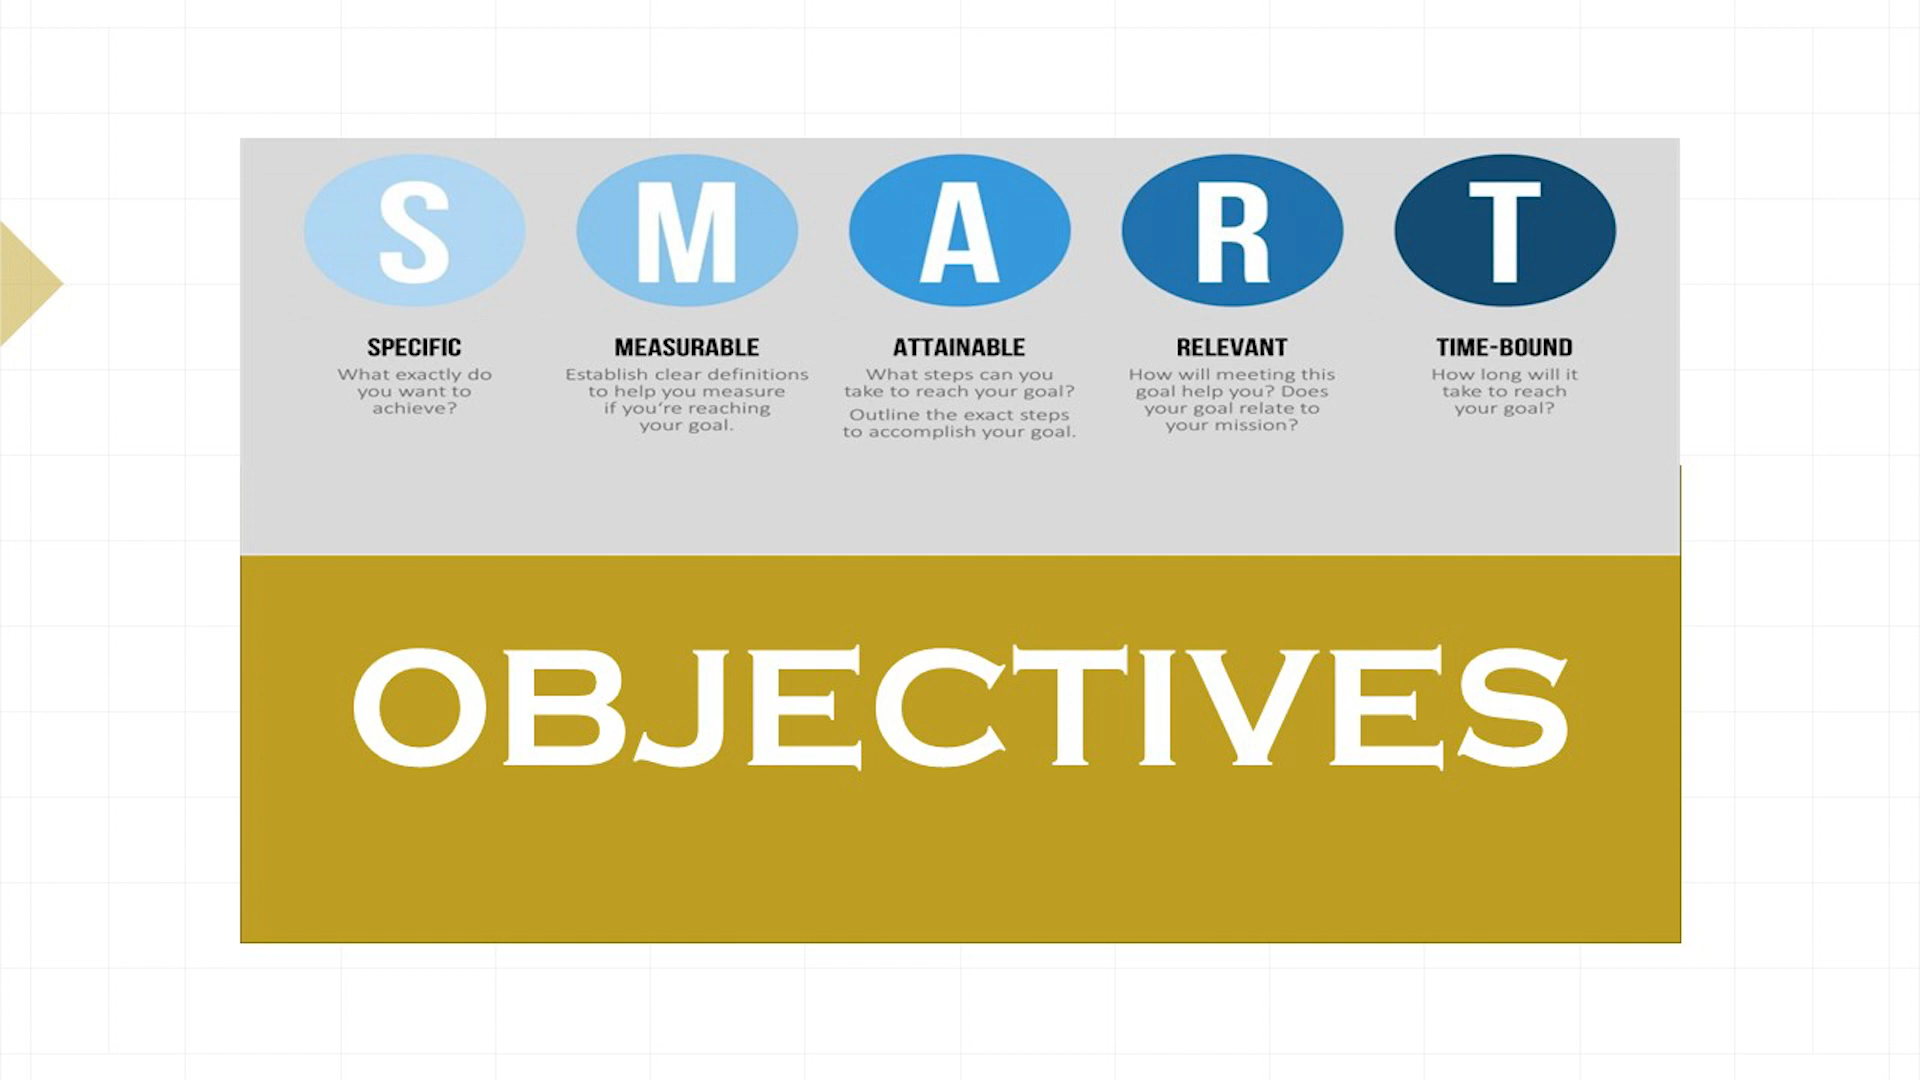 S M A R T
SPECIFIC
What exactly do
you want to
achieve?
MEASURABLE
Establish clear definitions
to help you measure
if you're reaching
your goal.
ATTAINABLE
What steps can you
take to reach your goal?
Outline the exact steps
to accomplish your goal.
RELEVANT
How will meeting this
goal help you? Does
your goal relate to
your mission?
TIME-BOUND
How long will it
take to reach
your goal?
OBJECTIVES